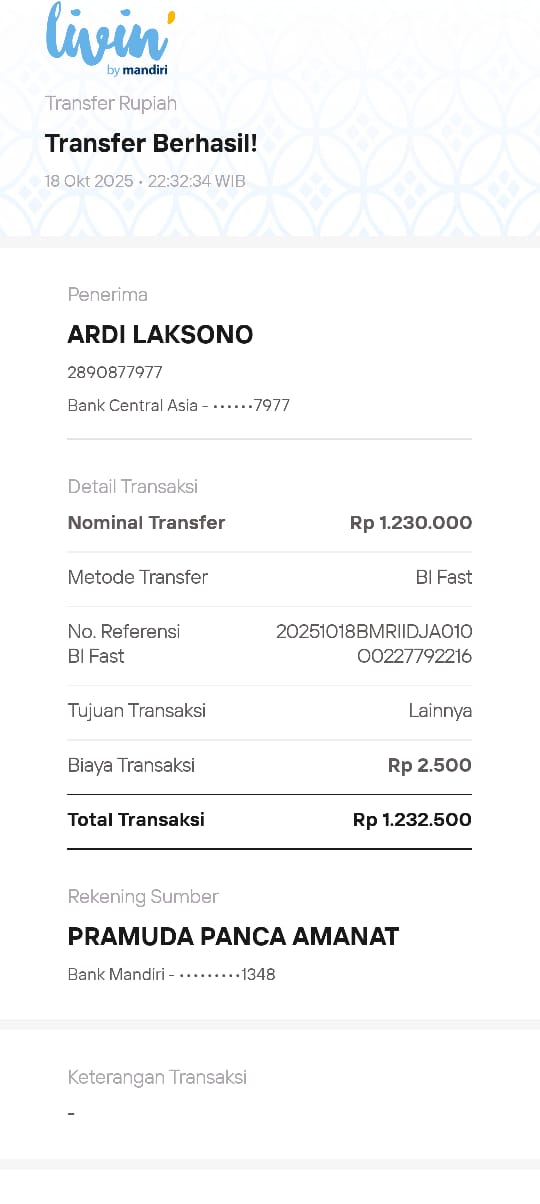 livin'
by mandiri
Transfer Rupiah
Transfer Berhasil!
18 Okt 2025 • 22:32:34 WIB
Penerima
ARDI LAKSONO
2890877977
Bank Central Asia - ••••••7977
Detail Transaksi
Nominal Transfer Rp 1.230.000
Metode Transfer BI Fast
No. Referensi 20251018BMRIIDJA010
BI Fast O0227792216
Tujuan Transaksi Lainnya
Biaya Transaksi Rp 2.500
Total Transaksi Rp 1.232.500
Rekening Sumber
PRAMUDA PANCA AMANAT
Bank Mandiri - •••••••••1348
Keterangan Transaksi
-